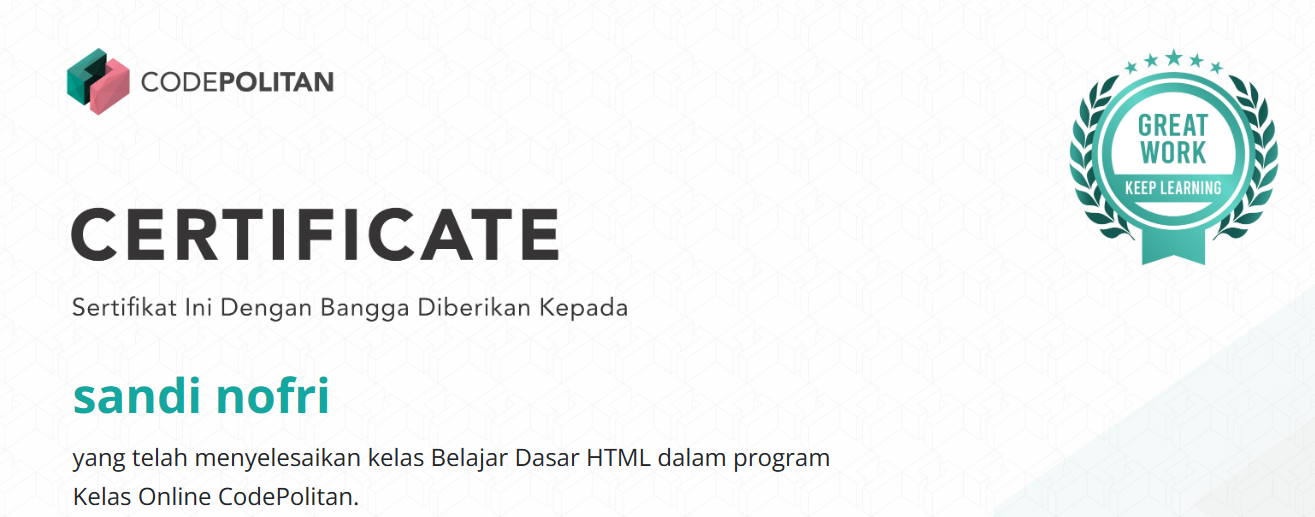 CODEPOLITAN
GREAT
WORK
KEEP LEARNING
CERTIFICATE
Sertifikat Ini Dengan Bangga Diberikan Kepada
sandi nofri
yang telah menyelesaikan kelas Belajar Dasar HTML dalam program
Kelas Online CodePolitan.